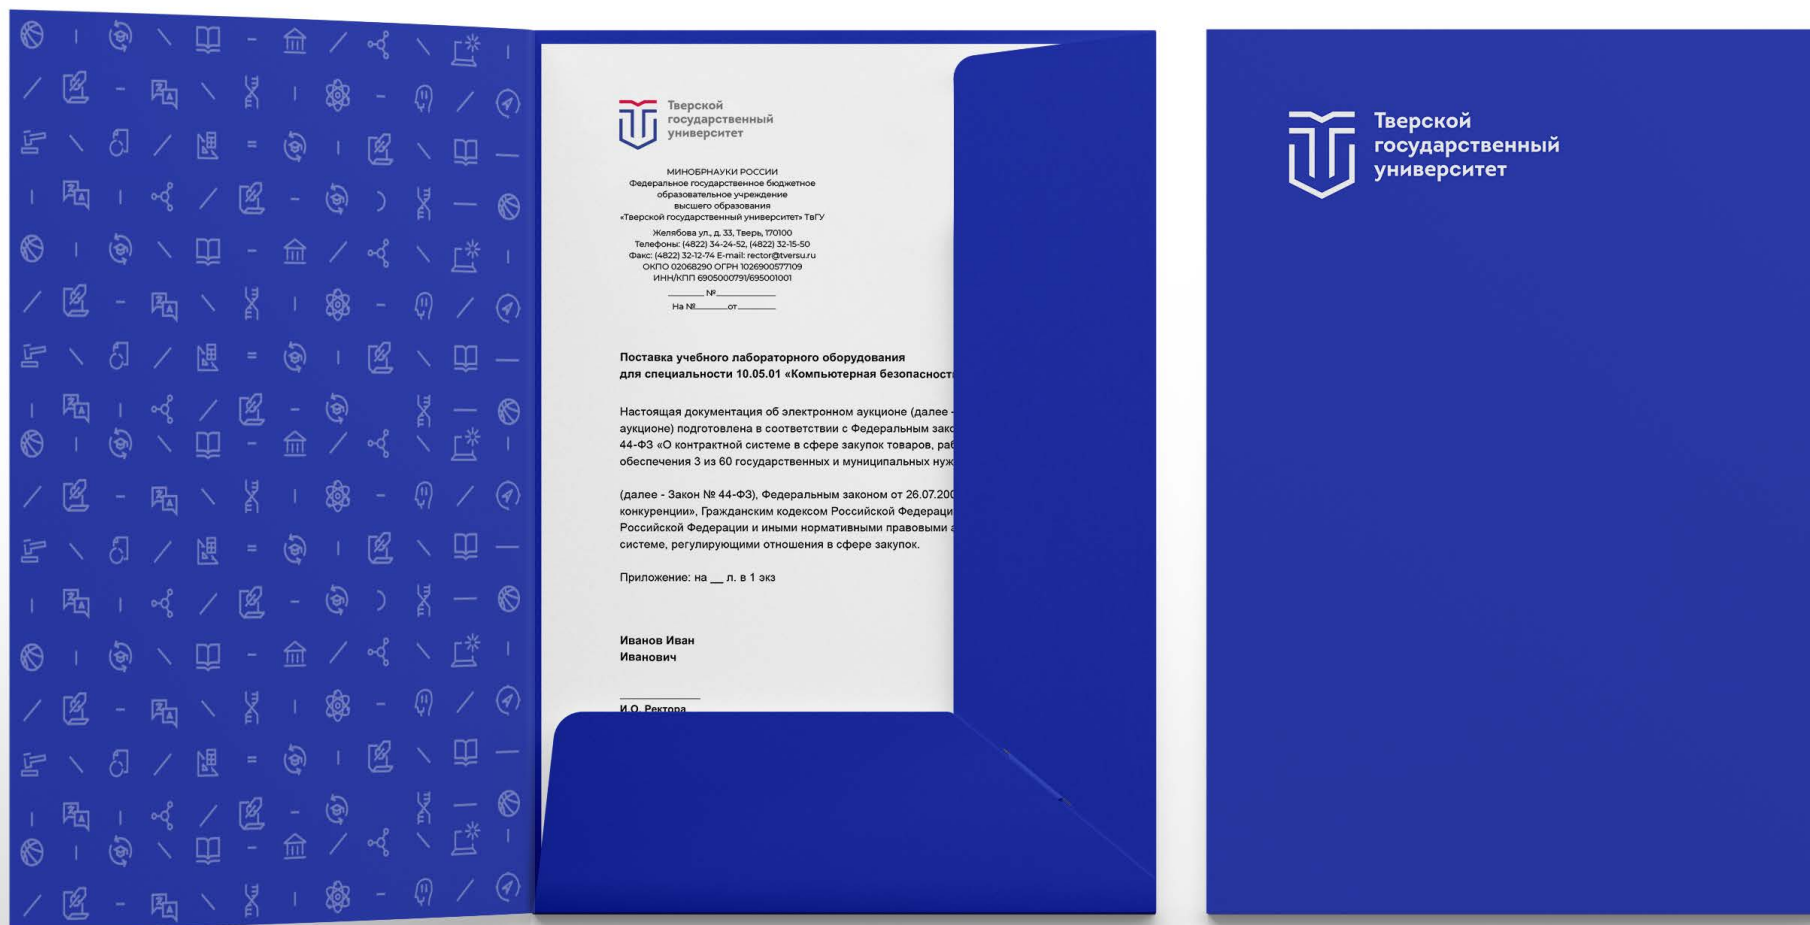 Тверской
государственный
университет
МИНОБРНАУКИ РОССИИ
Федеральное государственное бюджетное
образовательное учреждение
высшего образования
«Тверской государственный университет» ТвГУ
Желябова ул., д. 33, Тверь, 170100
Телефоны: (4822) 34-24-52, (4822) 32-15-50
Факс: (4822) 32-12-74 E-mail: rector@tversu.ru
ОКПО 02068290 ОГРН 1026900577109
ИНН/КПП 6905000791/695001001
______ №__________
На №______от_______
Поставка учебного лабораторного оборудования
для специальности 10.05.01 «Компьютерная безопасност
Настоящая документация об электронном аукционе (далее -
аукционе) подготовлена в соответствии с Федеральным зако
44-ФЗ «О контрактной системе в сфере закупок товаров, раб
обеспечения 3 из 60 государственных и муниципальных нуж
(далее - Закон № 44-ФЗ), Федеральным законом от 26.07.200
конкуренции», Гражданским кодексом Российской Федераци
Российской Федерации и иными нормативными правовыми а
системе, регулирующими отношения в сфере закупок.
Приложение: на __ л. в 1 экз
Иванов Иван
Иванович
И.О. Ректора
Тверской
государственный
университет